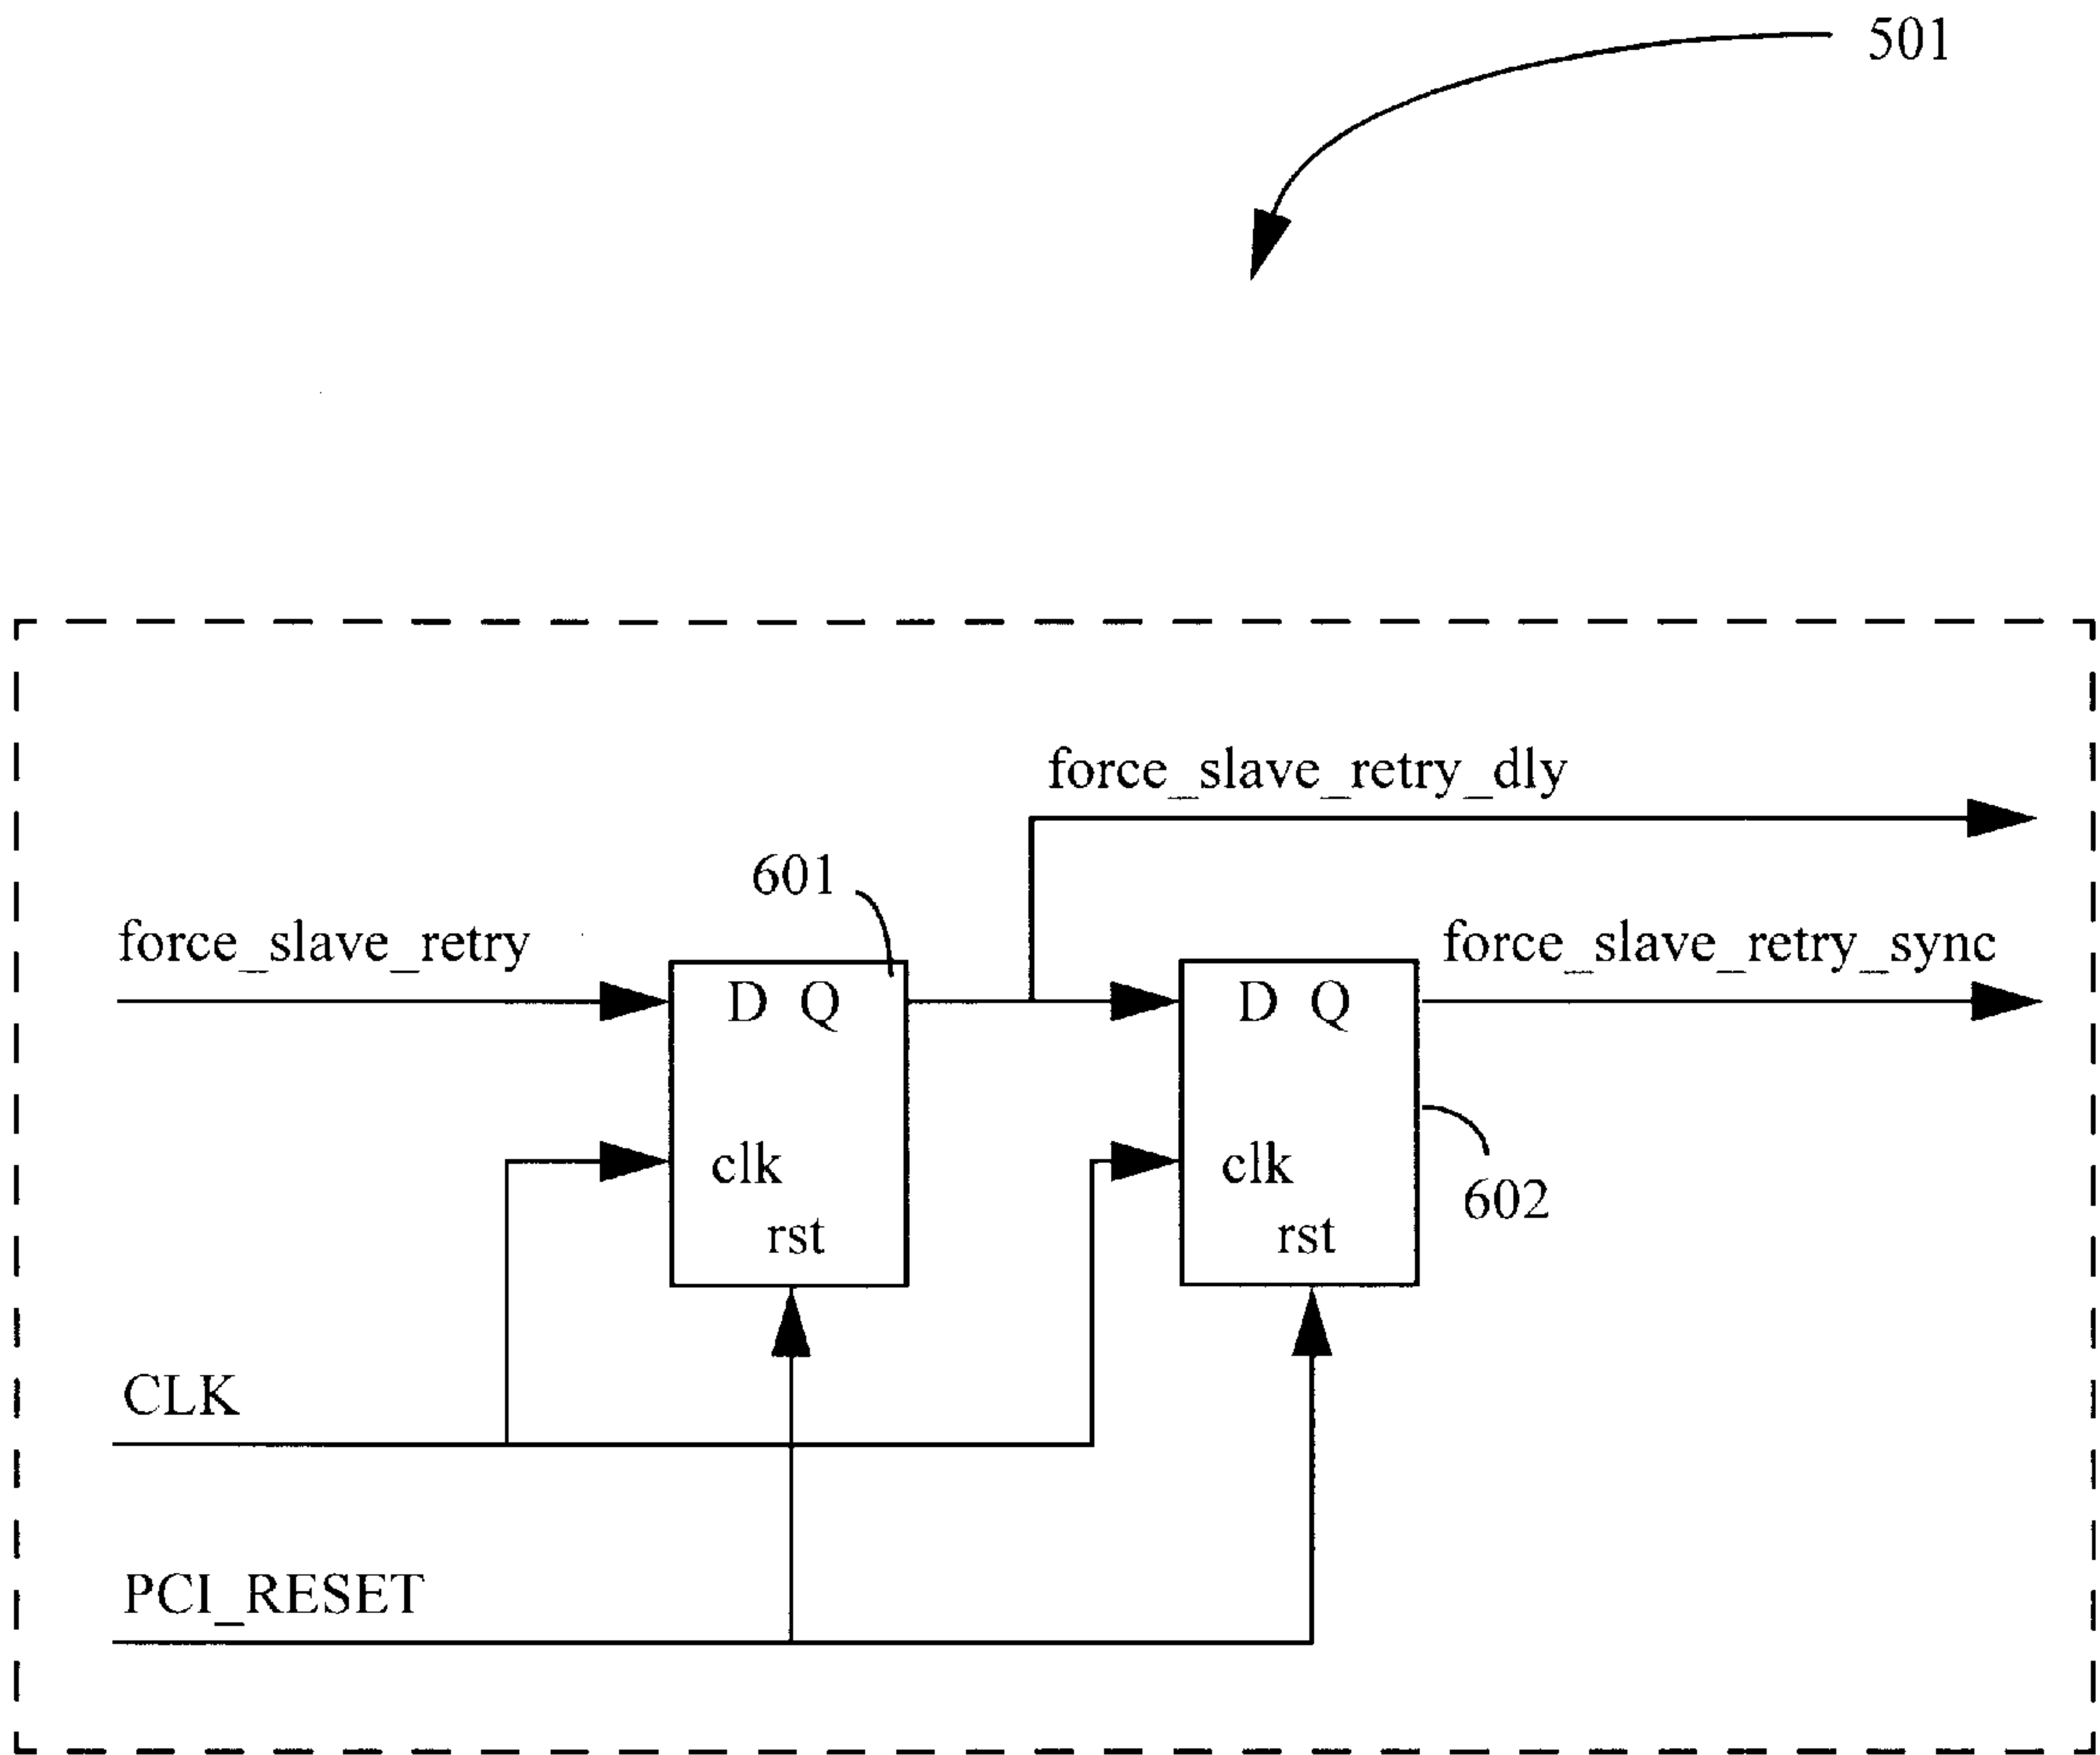 501
force_slave_retry_dly
601
force_slave_retry
force_slave_retry_sync
D Q
D Q
clk
clk
602
rst
rst
CLK
PCI_RESET